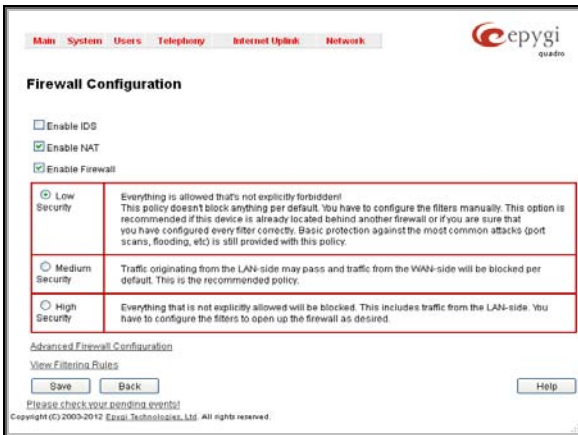 Main System Users Telephony Internet Uplink Network
epygi
quadro
Firewall Configuration
Enable IDS
Enable NAT
Enable Firewall
Low Security
Everything is allowed that's not explicitly forbidden!
This policy doesn't block anything per default. You have to configure the filters manually. This option is
recommended if this device is already located behind another firewall or if you are sure that
you have configured every filter correctly. Basic protection against the most common attacks (port
scans, flooding, etc) is still provided with this policy.
Medium Security
Traffic originating from the LAN-side may pass and traffic from the WAN-side will be blocked per
default. This is the recommended policy.
High Security
Everything that is not explicitly allowed will be blocked. This includes traffic from the LAN-side. You
have to configure the filters to open up the firewall as desired.
Advanced Firewall Configuration
View Filtering Rules
Save Back Help
Please check your pending events!
Copyright (C) 2003-2012 Epygi Technologies, Ltd. All rights reserved.